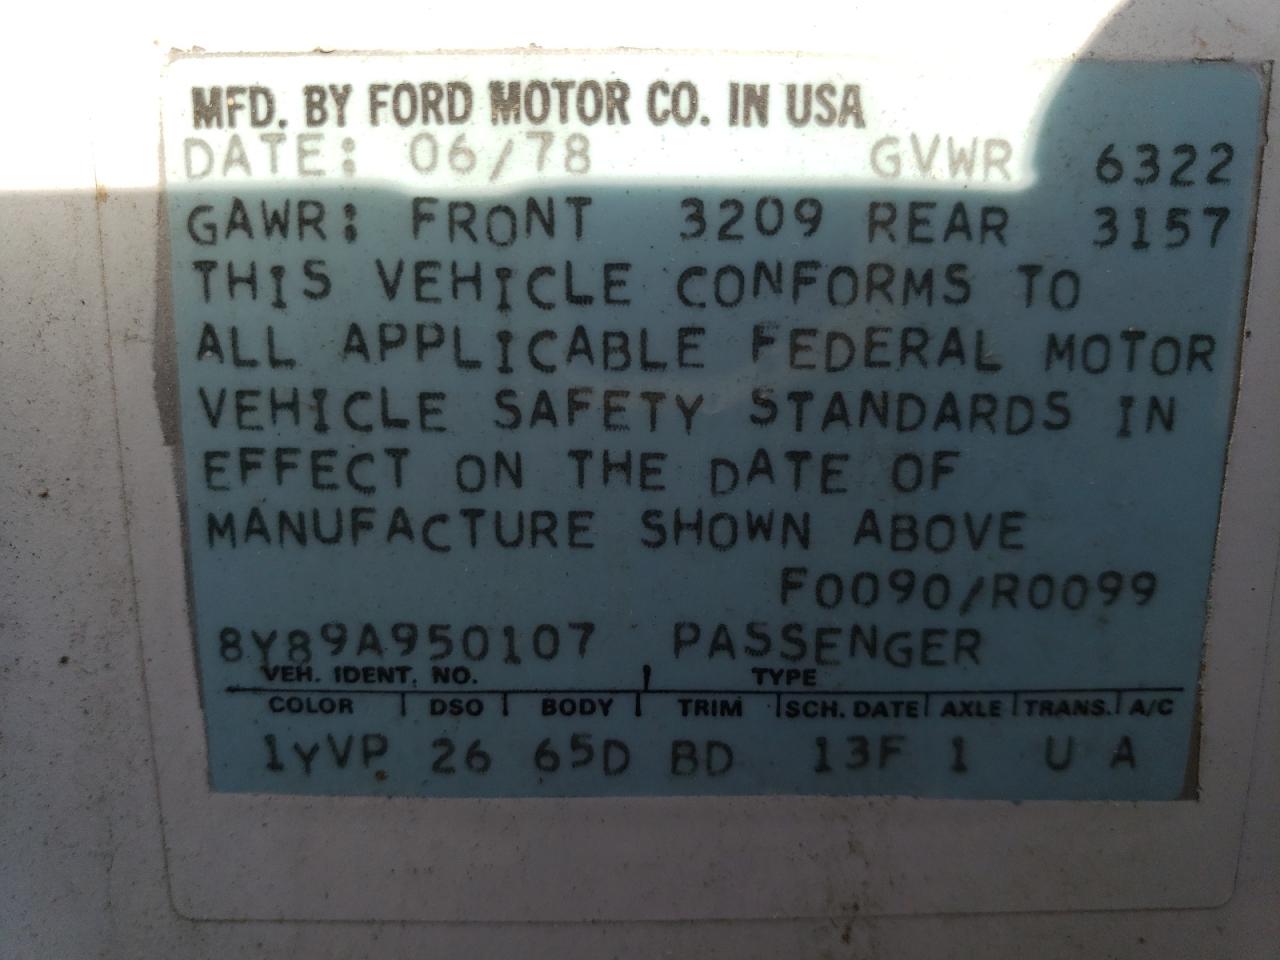 MFD. BY FORD MOTOR CO. IN USA
DATE: 06/78 GVWR 6322
GAWR: FRONT 3209 REAR 3157
THIS VEHICLE CONFORMS TO
ALL APPLICABLE FEDERAL MOTOR
VEHICLE SAFETY STANDARDS IN
EFFECT ON THE DATE OF
MANUFACTURE SHOWN ABOVE
F0090/R0099
8Y89A950107 PASSENGER
VEH. IDENT. NO. TYPE
COLOR DSO BODY TRIM SCH. DATE AXLE TRANS. A/C
1YVP 26 65D BD 13F 1 U A